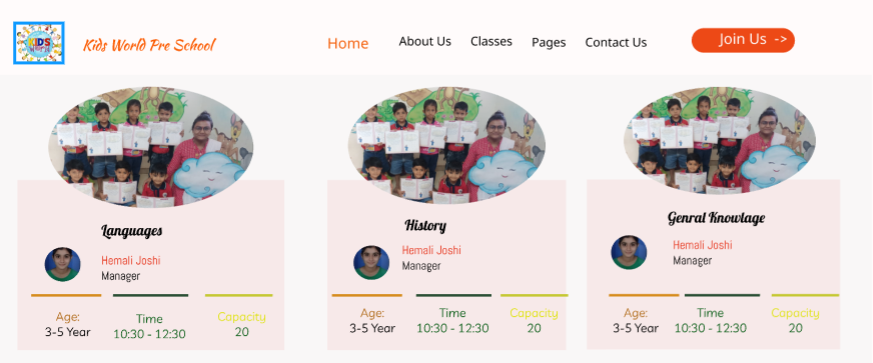 KIDS
World
Kids World Pre School
Home
About Us
Classes
Pages
Contact Us
Join Us ->
Languages
Hemali Joshi
Manager
Age:
3-5 Year
Time
10:30 - 12:30
Capacity
20
History
Hemali Joshi
Manager
Age:
3-5 Year
Time
10:30 - 12:30
Capacity
20
Genral Knowlage
Hemali Joshi
Manager
Age:
3-5 Year
Time
10:30 - 12:30
Capacity
20